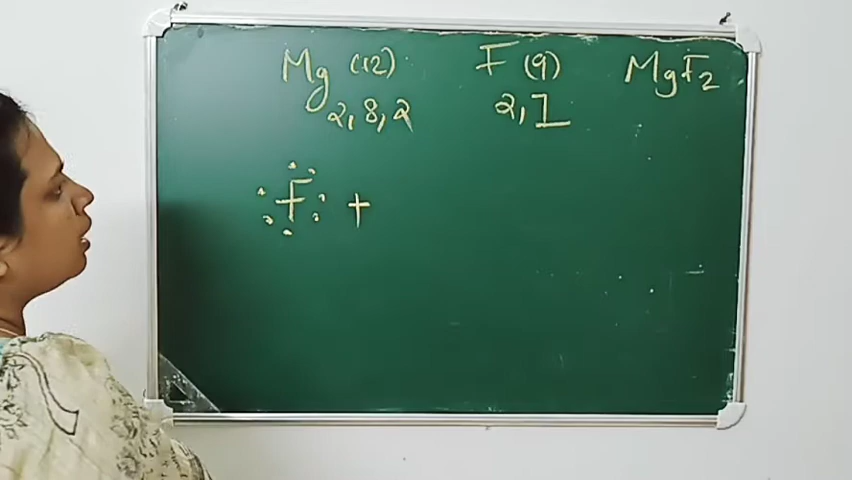 Mg (12) F (9) MgF₂
2, 8, 2 2, 7
F +